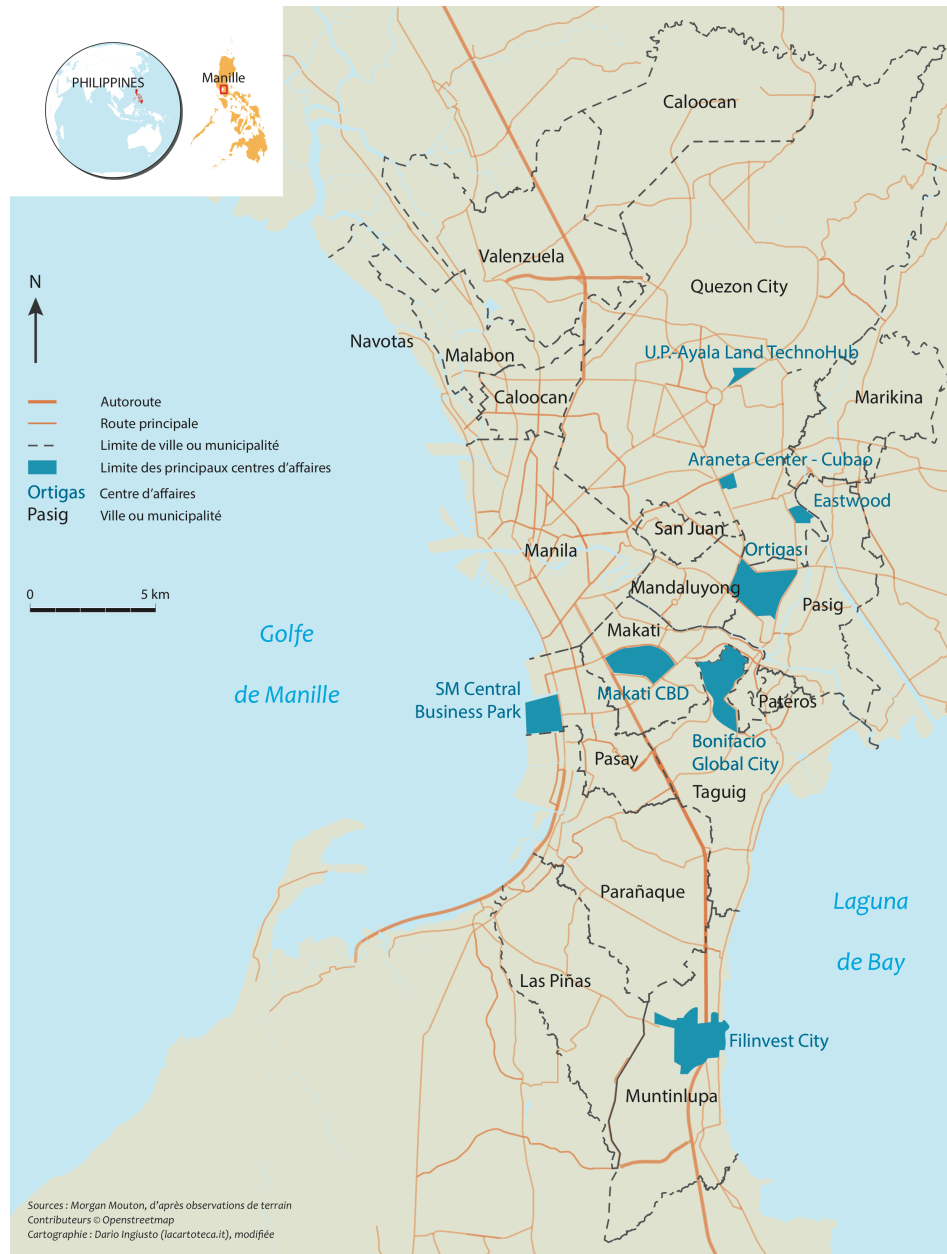 PHILIPPINES
Manille
Caloocan
Valenzuela
Quezon City
N
Navotas
Malabon
U.P.-Ayala Land TechnoHub
Caloocan
Marikina
Autoroute
Route principale
Limite de ville ou municipalité
Limite des principaux centres d'affaires
Ortigas Centre d'affaires
Pasig Ville ou municipalité
Araneta Center - Cubao
Eastwood
San Juan
Manila
Ortigas
Mandaluyong
Pasig
0 5 km
Golfe
de Manille
Makati
SM Central
Business Park
Makati CBD
Pateros
Bonifacio
Global City
Pasay
Taguig
Parañaque
Laguna
de Bay
Las Piñas
Filinvest City
Muntinlupa
Sources : Morgan Mouton, d'après observations de terrain
Contributeurs © Openstreetmap
Cartographie : Dario Ingiusto (lacartoteca.it), modifiée